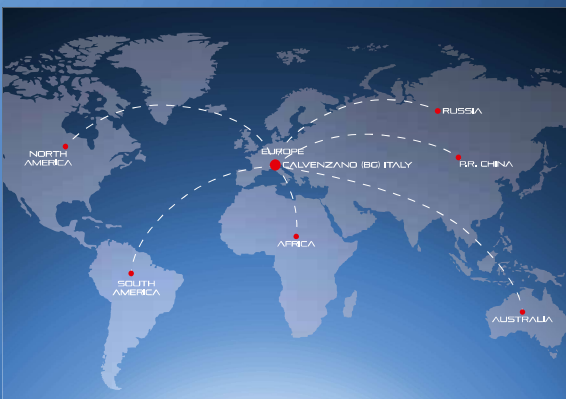 RUSSIA
EUROPE
NORTH
AMERICA
CALVENZANO (BG) ITALY
P.R. CHINA
AFRICA
SOUTH
AMERICA
AUSTRALIA